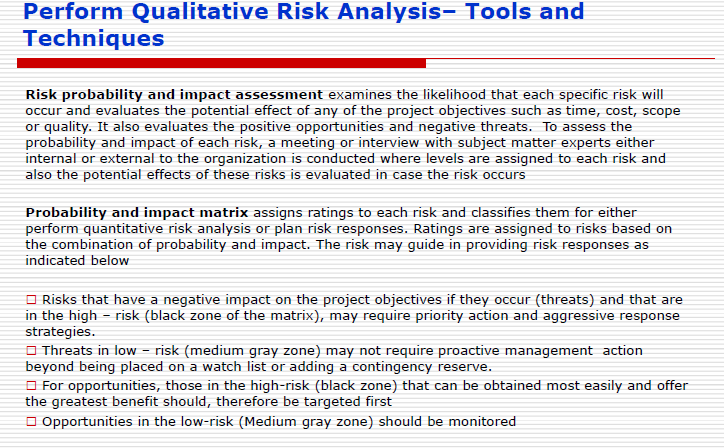 Perform Qualitative Risk Analysis– Tools and
Techniques
Risk probability and impact assessment examines the likelihood that each specific risk will
occur and evaluates the potential effect of any of the project objectives such as time, cost, scope
or quality. It also evaluates the positive opportunities and negative threats.  To assess the
probability and impact of each risk, a meeting or interview with subject matter experts either
internal or external to the organization is conducted where levels are assigned to each risk and
also the potential effects of these risks is evaluated in case the risk occurs
Probability and impact matrix assigns ratings to each risk and classifies them for either
perform quantitative risk analysis or plan risk responses. Ratings are assigned to risks based on
the combination of probability and impact. The risk may guide in providing risk responses as
indicated below
☐ Risks that have a negative impact on the project objectives if they occur (threats) and that are
in the high – risk (black zone of the matrix), may require priority action and aggressive response
strategies.
☐ Threats in low – risk (medium gray zone) may not require proactive management  action
beyond being placed on a watch list or adding a contingency reserve.
☐ For opportunities, those in the high-risk (black zone) that can be obtained most easily and offer
the greatest benefit should, therefore be targeted first
☐ Opportunities in the low-risk (Medium gray zone) should be monitored